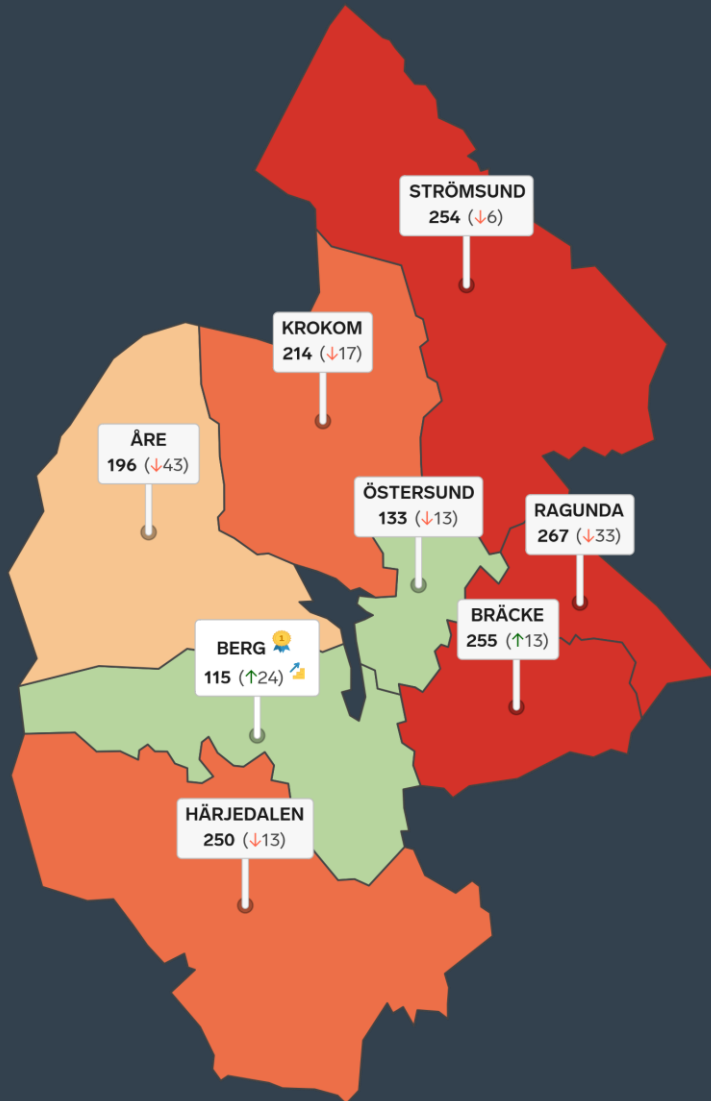 STRÖMSUND
254 (↓6)
KROKOM
214 (↓17)
ÅRE
196 (↓43)
ÖSTERSUND
133 (↓13)
RAGUNDA
267 (↓33)
BRÄCKE
255 (↑13)
BERG
1
115 (↑24)
HÄRJEDALEN
250 (↓13)